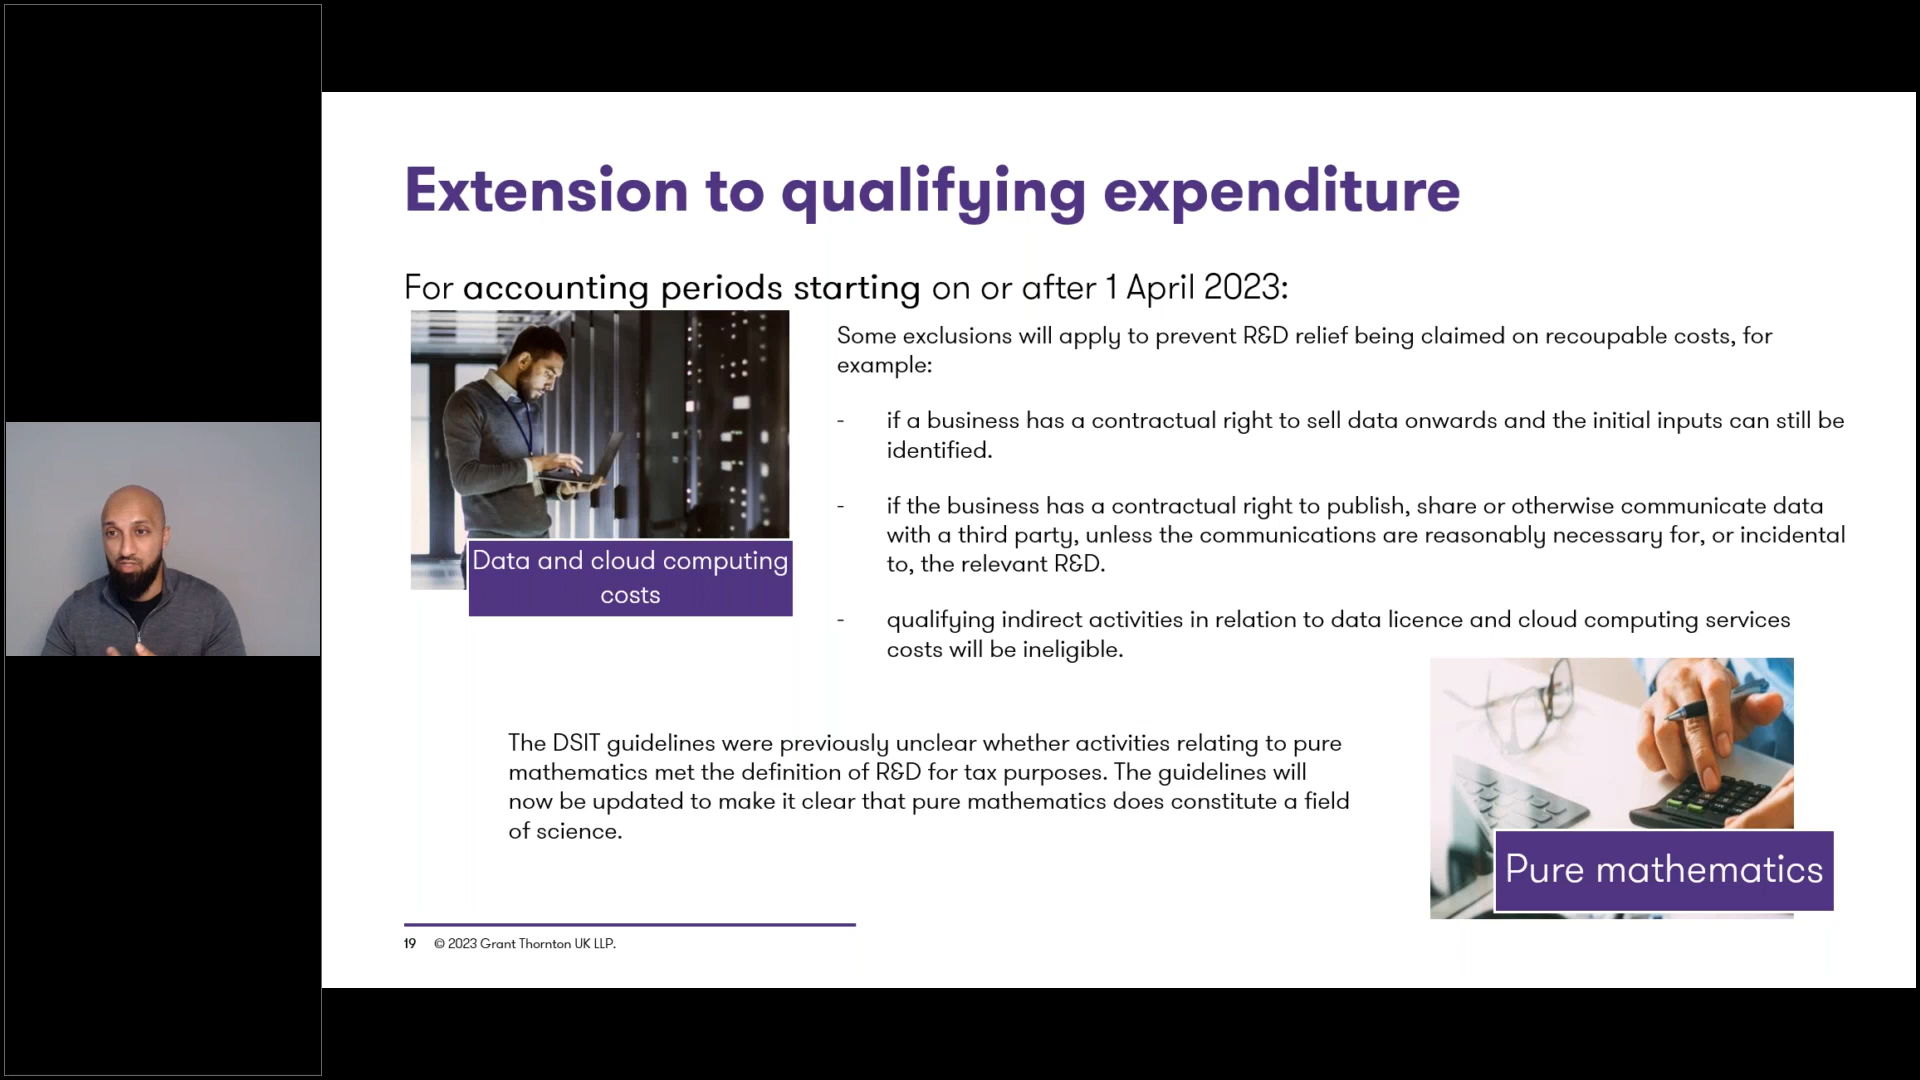 Extension to qualifying expenditure
For accounting periods starting on or after 1 April 2023:
Some exclusions will apply to prevent R&D relief being claimed on recoupable costs, for
example:
- if a business has a contractual right to sell data onwards and the initial inputs can still be
identified.
- if the business has a contractual right to publish, share or otherwise communicate data
with a third party, unless the communications are reasonably necessary for, or incidental
to, the relevant R&D.
- qualifying indirect activities in relation to data licence and cloud computing services
costs will be ineligible.
Data and cloud computing
costs
The DSIT guidelines were previously unclear whether activities relating to pure
mathematics met the definition of R&D for tax purposes. The guidelines will
now be updated to make it clear that pure mathematics does constitute a field
of science.
Pure mathematics
19 © 2023 Grant Thornton UK LLP.